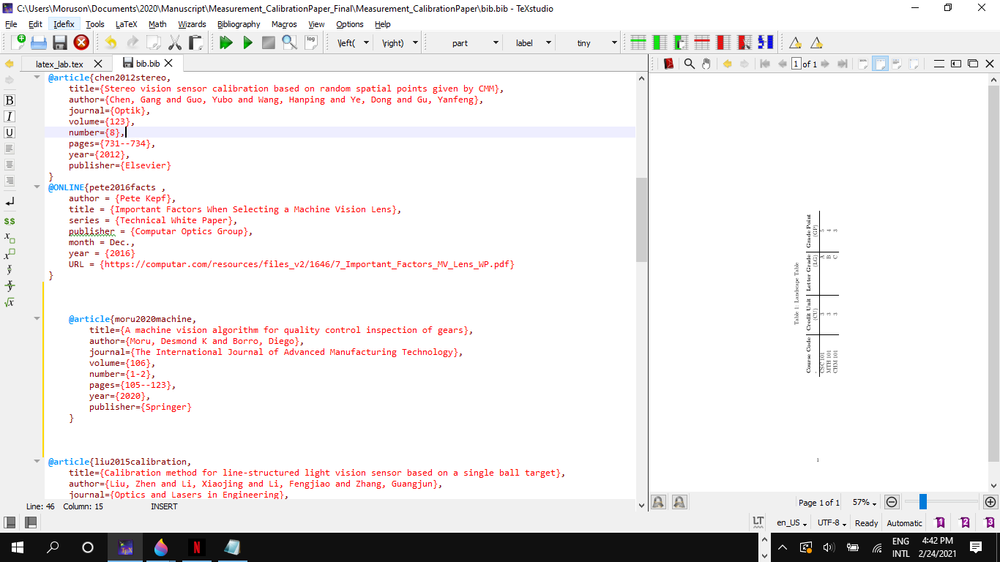 C:\Users\Moruson\Documents\2020\Manuscript\Measurement_CalibrationPaper_Final\Measurement_CalibrationPaper\bib.bib - TeXstudio
File Edit Idefix Tools LaTeX Math Wizards Bibliography Macros View Options Help
log \left( \right) part label tiny
latex_lab.tex bib.bib
1 of 1
@article{chen2012stereo,
title={Stereo vision sensor calibration based on random spatial points given by CMM},
author={Chen, Gang and Guo, Yubo and Wang, Hanping and Ye, Dong and Gu, Yanfeng},
journal={Optik},
volume={123},
number={8},
pages={731--734},
year={2012},
publisher={Elsevier}
}
@ONLINE{pete2016facts ,
author = {Pete Kepf},
title = {Important Factors When Selecting a Machine Vision Lens},
series = {Technical White Paper},
publisher = {Computar Optics Group},
month = Dec.,
year = {2016}
URL = {https://computar.com/resources/files_v2/1646/7_Important_Factors_MV_Lens_WP.pdf}
}
@article{moru2020machine,
title={A machine vision algorithm for quality control inspection of gears},
author={Moru, Desmond K and Borro, Diego},
journal={The International Journal of Advanced Manufacturing Technology},
volume={106},
number={1-2},
pages={105--123},
year={2020},
publisher={Springer}
}
@article{liu2015calibration,
title={Calibration method for line-structured light vision sensor based on a single ball target},
author={Liu, Zhen and Li, Xiaojing and Li, Fengjiao and Zhang, Guangjun},
journal={Optics and Lasers in Engineering},
Table 1: Landscape Table
Course Code Credit Unit Letter Grade Grade Point
- (CU) (LG) (GP)
CSC 101 3 A 5
MTH 101 3 B 4
CHM 101 3 C 3
1
Line: 46 Column: 15 INSERT
Page 1 of 1 57%
LT en_US UTF-8 Ready Automatic 1 2 3
ENG 4:42 PM
INTL 2/24/2021